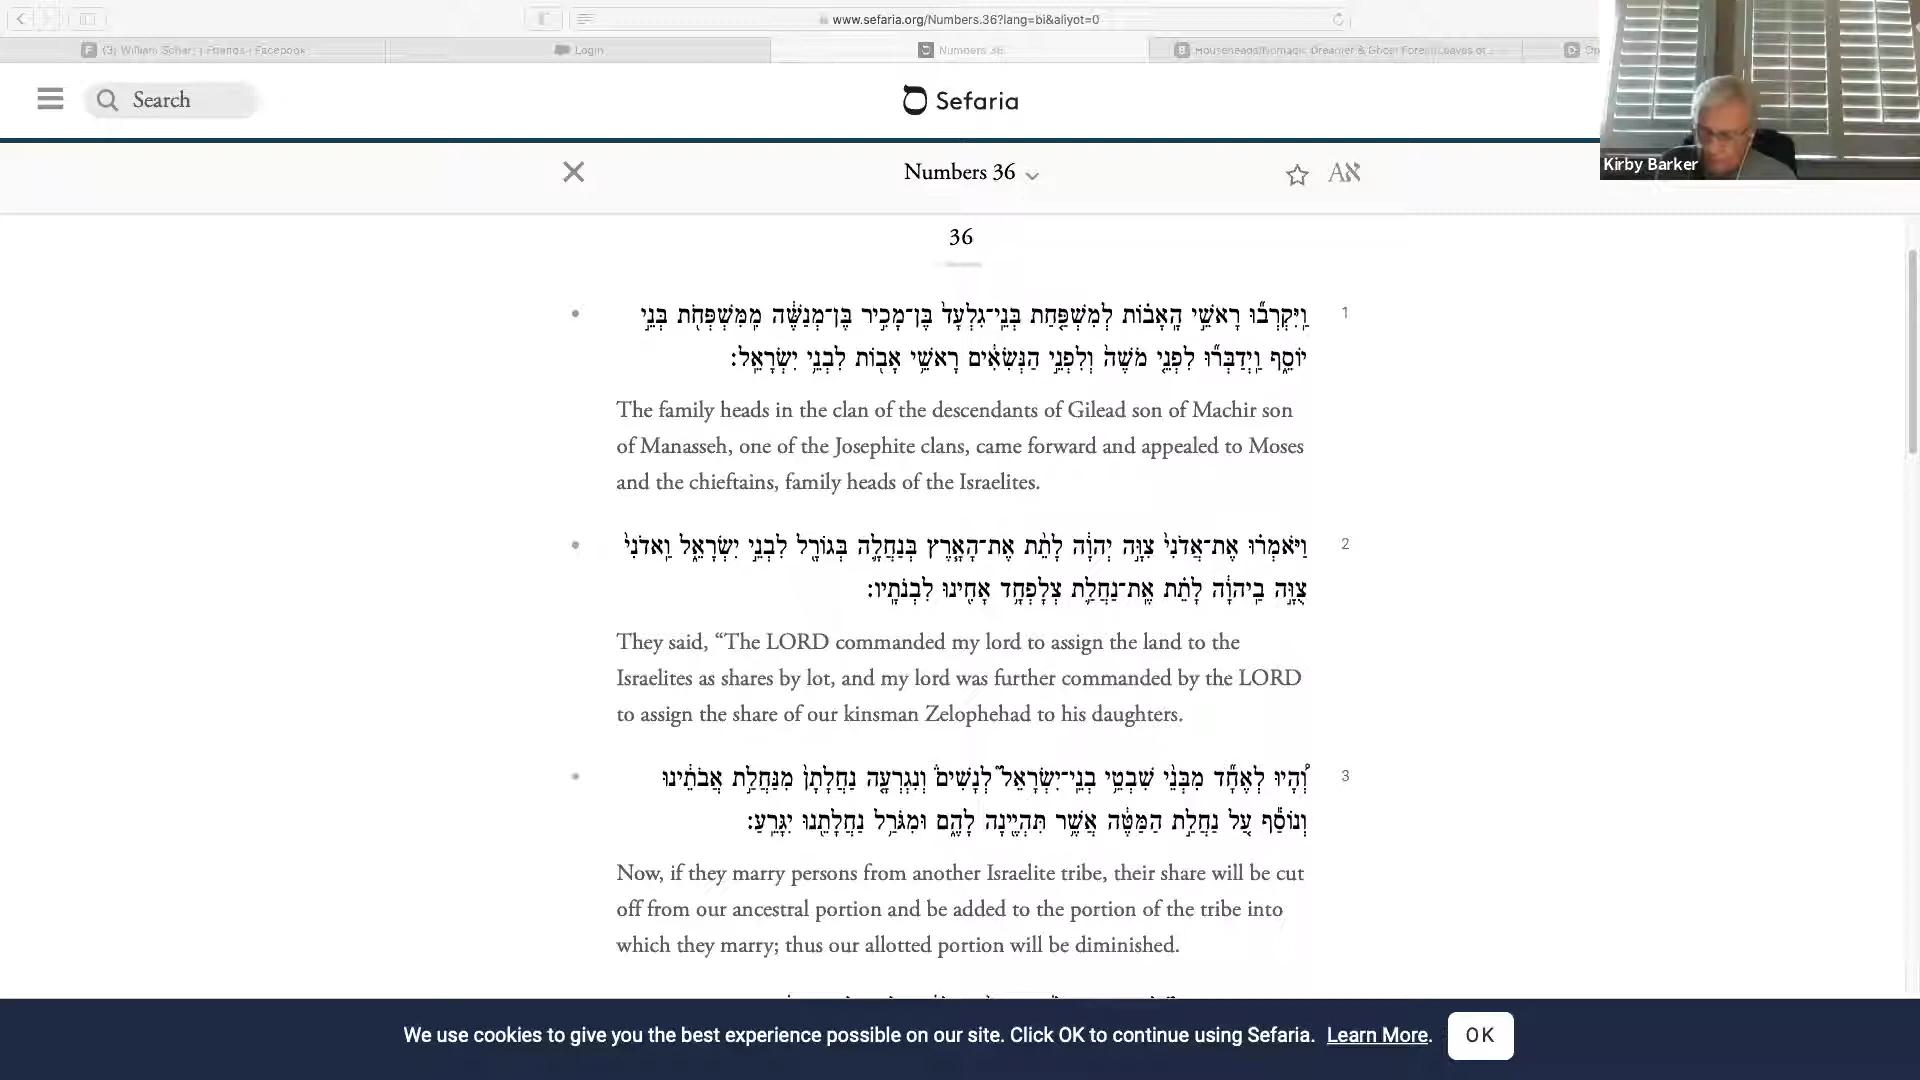 www.sefaria.org/Numbers.36?lang=bi&aliyot=0
Login
Numbers 36
Search
Sefaria
Kirby Barker
Numbers 36
36
1
וַֽיִּקְרְב֞וּ רָאשֵׁ֣י הָֽאָב֗וֹת לְמִשְׁפַּ֤חַת בְּנֵֽי־גִלְעָד֙ בֶּן־מָכִ֣יר בֶּן־מְנַשֶּׁ֔ה מִֽמִּשְׁפְּחֹ֖ת בְּנֵ֣י
יוֹסֵ֑ף וַֽיְדַבְּר֞וּ לִפְנֵ֤י מֹשֶׁה֙ וְלִפְנֵ֣י הַנְּשִׂאִ֔ים רָאשֵׁ֥י אָב֖וֹת לִבְנֵ֥י יִשְׂרָאֵֽל׃
The family heads in the clan of the descendants of Gilead son of Machir son
of Manasseh, one of the Josephite clans, came forward and appealed to Moses
and the chieftains, family heads of the Israelites.
2
וַיֹּאמְר֗וּ אֶת־אֲדֹנִי֙ צִוָּ֣ה יְהוָ֔ה לָתֵ֨ת אֶת־הָאָ֧רֶץ בְּנַחֲלָ֛ה בְּגוֹרָ֖ל לִבְנֵ֣י יִשְׂרָאֵ֑ל וַֽאדֹנִי֙
צֻוָּ֣ה בַֽיהוָ֔ה לָתֵ֗ת אֶֽת־נַחֲלַ֛ת צְלָפְחָ֥ד אָחִ֖ינוּ לִבְנֹתָֽיו׃
They said, “The LORD commanded my lord to assign the land to the
Israelites as shares by lot, and my lord was further commanded by the LORD
to assign the share of our kinsman Zelophehad to his daughters.
3
וְ֠הָיוּ לְאֶחָ֞ד מִבְּנֵ֨י שִׁבְטֵ֥י בְנֵֽי־יִשְׂרָאֵל֮ לְנָשִׁים֒ וְנִגְרְעָ֤ה נַחֲלָתָן֙ מִנַּחֲלַ֣ת אֲבֹתֵ֔ינוּ
וְנוֹסַ֕ף עַ֚ל נַחֲלַ֣ת הַמַּטֶּ֔ה אֲשֶׁ֥ר תִּהְיֶ֖ינָה לָהֶ֑ם וּמִגֹּרַ֥ל נַחֲלָתֵ֖נוּ יִגָּרֵֽעַ׃
Now, if they marry persons from another Israelite tribe, their share will be cut
off from our ancestral portion and be added to the portion of the tribe into
which they marry; thus our allotted portion will be diminished.
We use cookies to give you the best experience possible on our site. Click OK to continue using Sefaria. Learn More.
OK